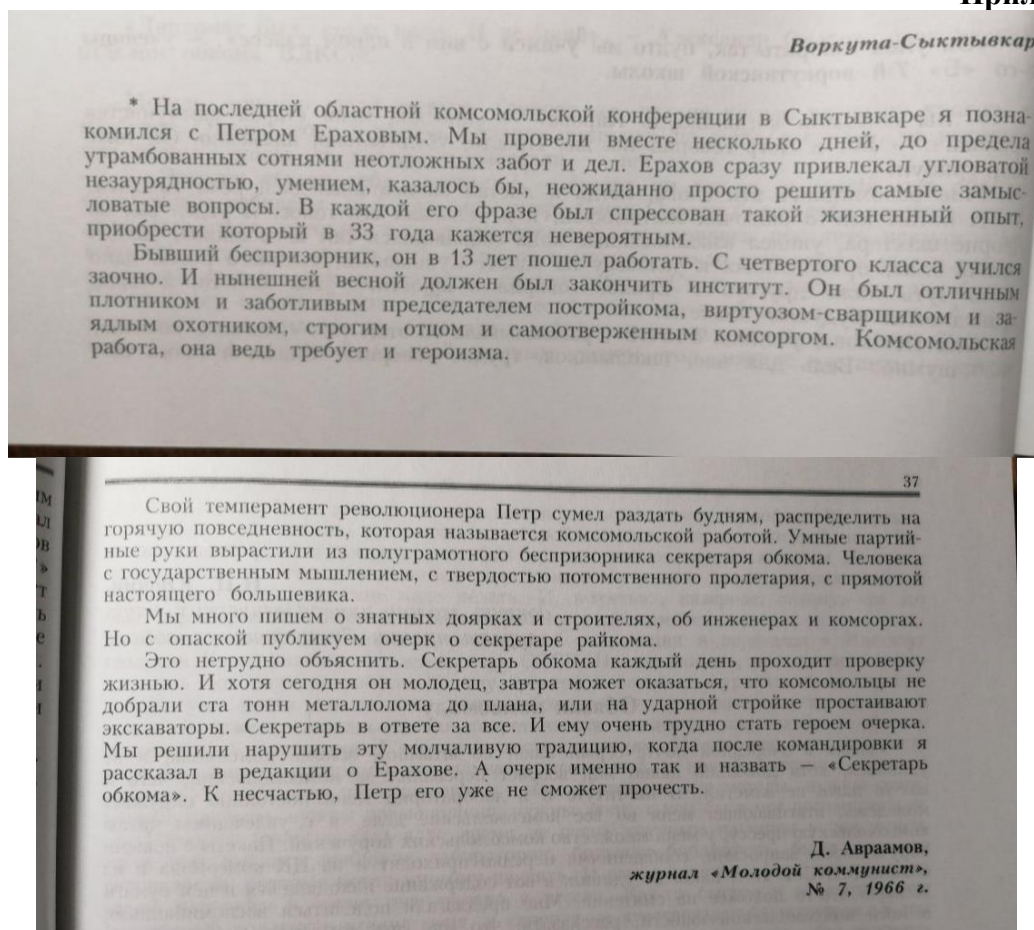 Воркута-Сыктывкар
* На последней областной комсомольской конференции в Сыктывкаре я позна-
комился с Петром Ераховым. Мы провели вместе несколько дней, до предела
утрамбованных сотнями неотложных забот и дел. Ерахов сразу привлекал угловатой
незаурядностью, умением, казалось бы, неожиданно просто решить самые замыс-
ловатые вопросы. В каждой его фразе был спрессован такой жизненный опыт,
приобрести который в 33 года кажется невероятным.
Бывший беспризорник, он в 13 лет пошел работать. С четвертого класса учился
заочно. И нынешней весной должен был закончить институт. Он был отличным
плотником и заботливым председателем постройкома, виртуозом-сварщиком и за-
ядлым охотником, строгим отцом и самоотверженным комсоргом. Комсомольская
работа, она ведь требует и героизма.
37
Свой темперамент революционера Петр сумел раздать будням, распределить на
горячую повседневность, которая называется комсомольской работой. Умные партий-
ные руки вырастили из полуграмотного беспризорника секретаря обкома. Человека
с государственным мышлением, с твердостью потомственного пролетария, с прямотой
настоящего большевика.
Мы много пишем о знатных доярках и строителях, об инженерах и комсоргах.
Но с опаской публикуем очерк о секретаре райкома.
Это нетрудно объяснить. Секретарь обкома каждый день проходит проверку
жизнью. И хотя сегодня он молодец, завтра может оказаться, что комсомольцы не
добрали ста тонн металлолома до плана, или на ударной стройке простаивают
экскаваторы. Секретарь в ответе за все. И ему очень трудно стать героем очерка.
Мы решили нарушить эту молчаливую традицию, когда после командировки я
рассказал в редакции о Ерахове. А очерк именно так и назвать – «Секретарь
обкома». К несчастью, Петр его уже не сможет прочесть.
Д. Авраамов,
журнал «Молодой коммунист»,
№ 7, 1966 г.